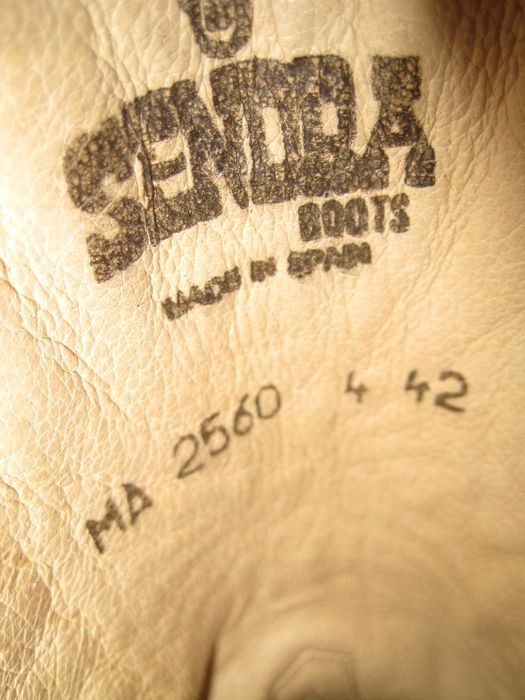 SENDRA
BOOTS
MADE IN SPAIN
MA 2560 4 42